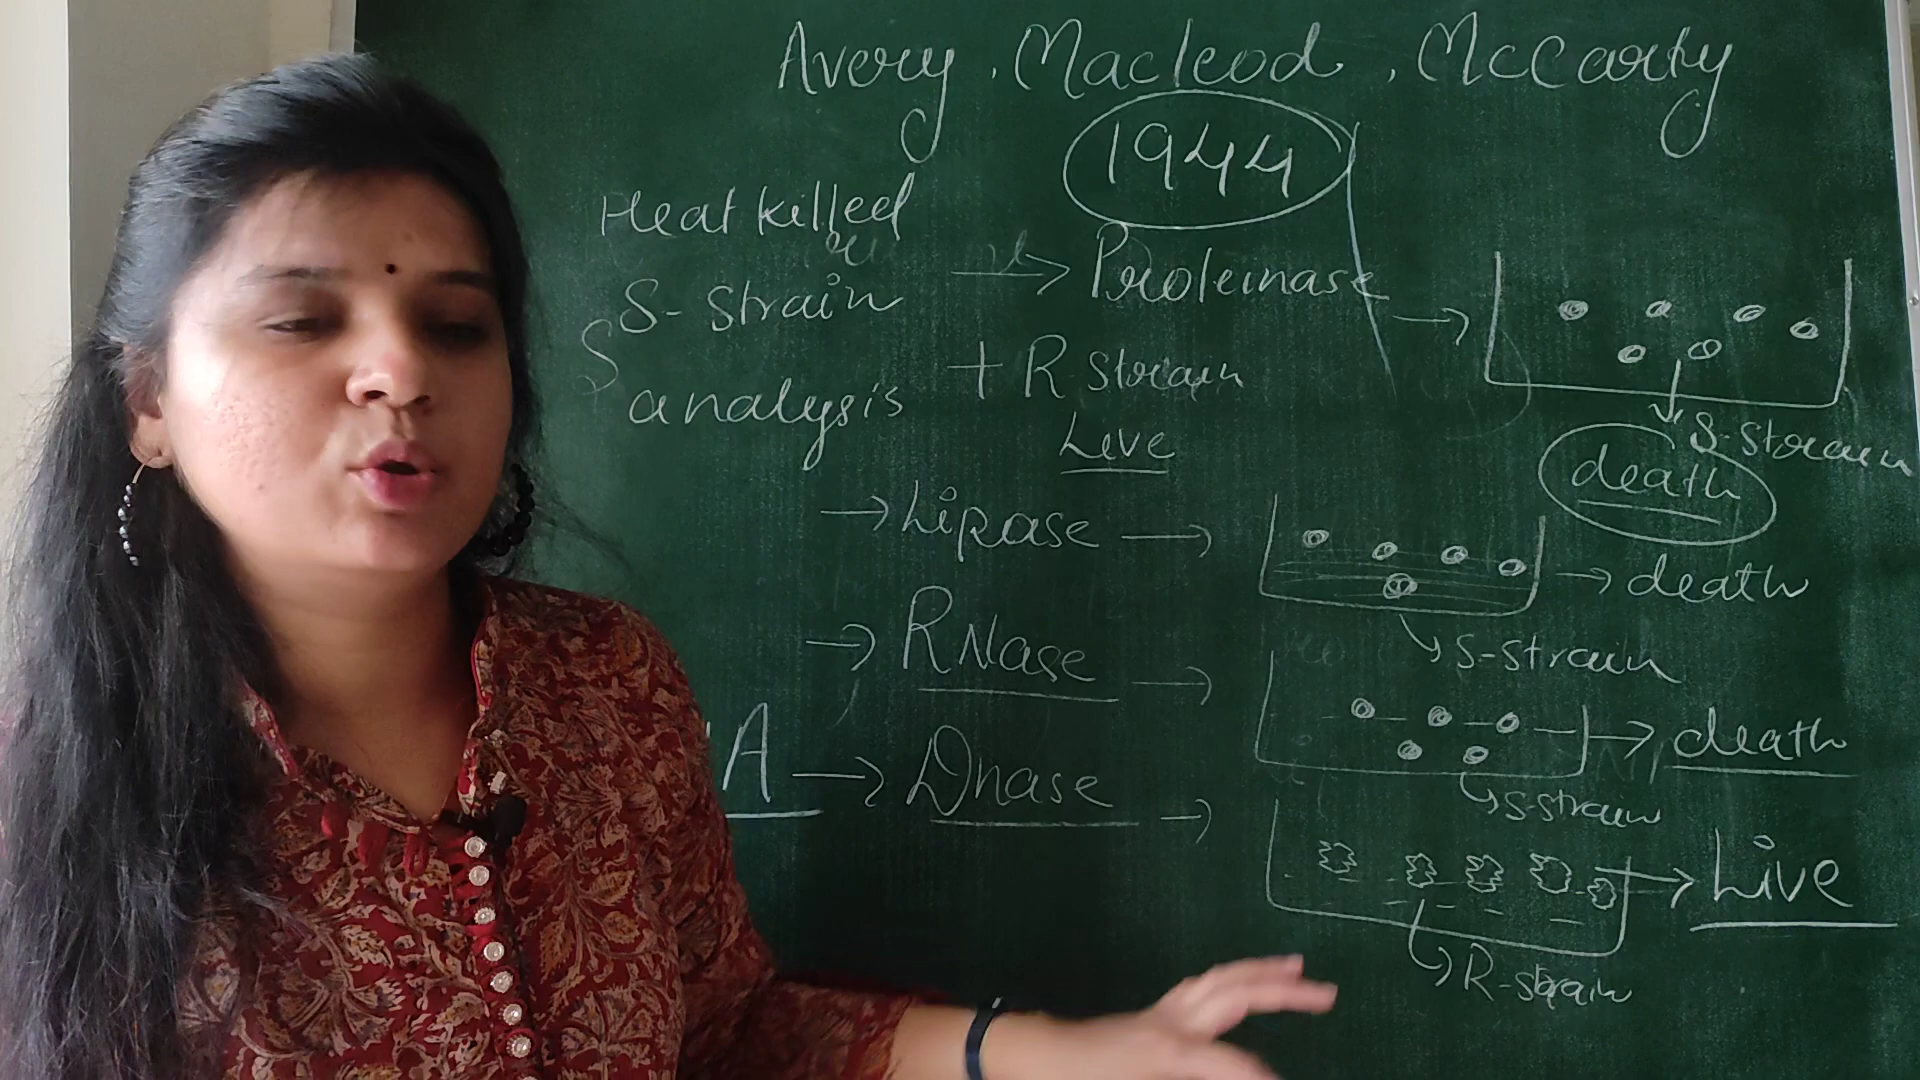 Avery, Macleod, McCarty
1944
Heat killed
S-Strain
analysis
→ Proteinase →
+ R strain
Live
S-Strain
death
→ Lipase → → death
S-strain
→ RNase → → death
S-strain
A → Dnase → → Live
R-strain